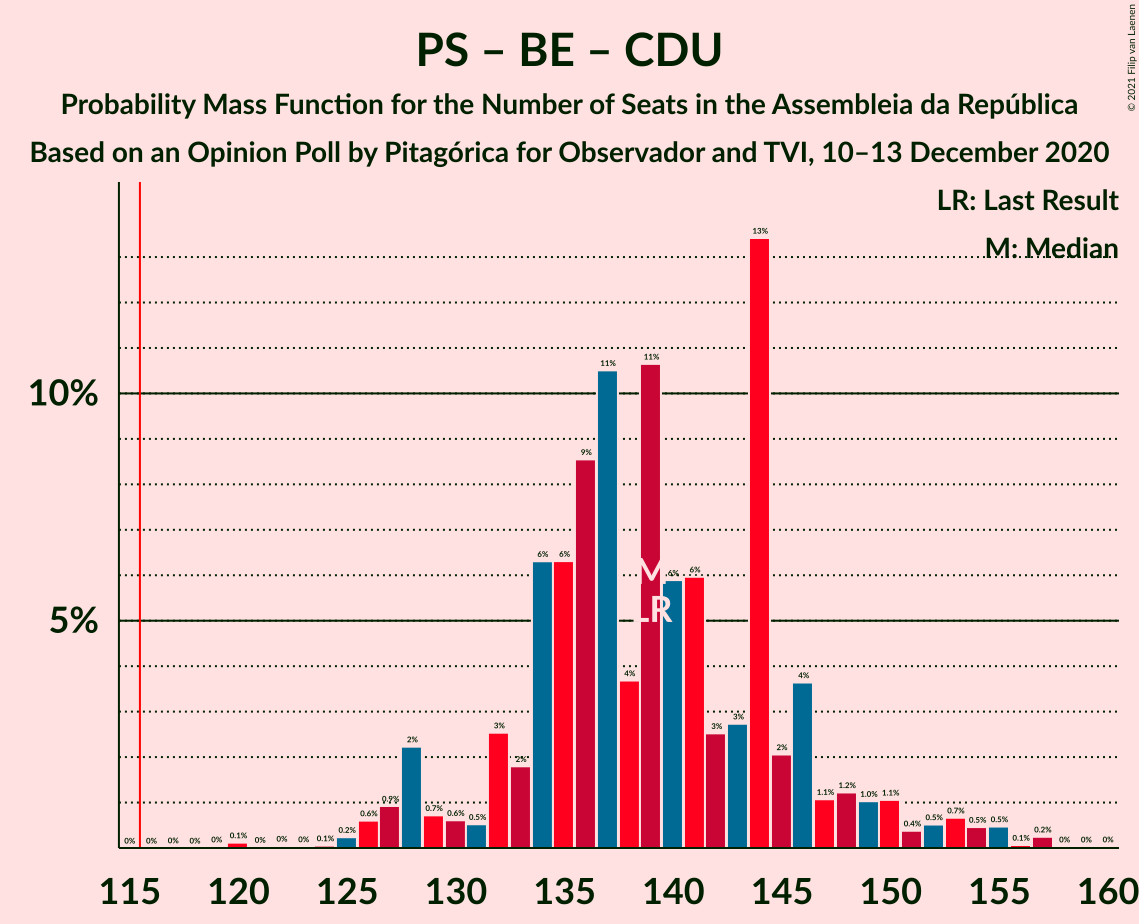 PS – BE – CDU
Probability Mass Function for the Number of Seats in the Assembleia da República
Based on an Opinion Poll by Pitagórica for Observador and TVI, 10–13 December 2020
© 2021 Filip van Laenen
LR: Last Result
M: Median
10%
5%
0% 0% 0% 0% 0% 0.1% 0% 0% 0% 0.1% 0.2% 0.6% 0.9% 2% 0.7% 0.6% 0.5% 3% 2% 6% 6% 9% 11% 4% 11% 6% 6% 3% 3% 13% 2% 4% 1.1% 1.2% 1.0% 1.1% 0.4% 0.5% 0.7% 0.5% 0.5% 0.1% 0.2% 0% 0% 0%
M
LR
115 120 125 130 135 140 145 150 155 160